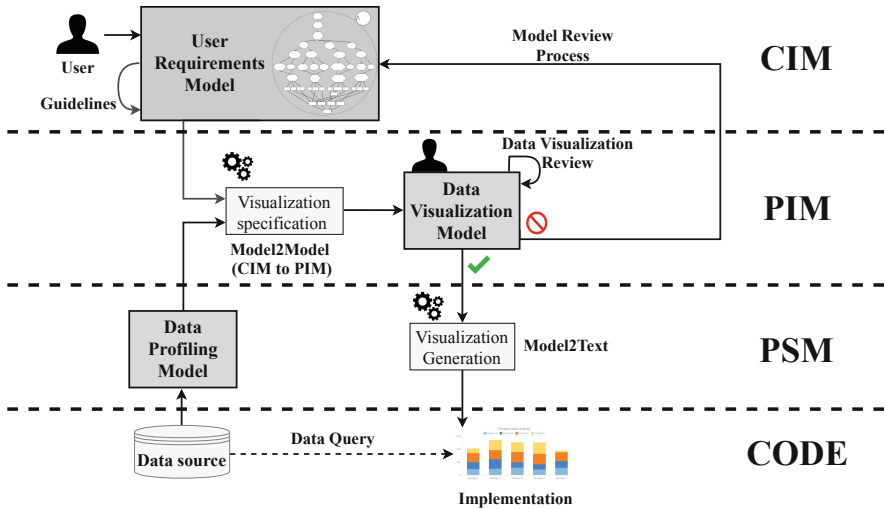 User
Guidelines
User
Requirements
Model
Model Review
Process
CIM
Visualization
specification
Model2Model
(CIM to PIM)
Data
Visualization
Model
Data Visualization
Review
PIM
Data
Profiling
Model
Visualization
Generation
Model2Text
PSM
Data source
Data Query
Implementation
CODE